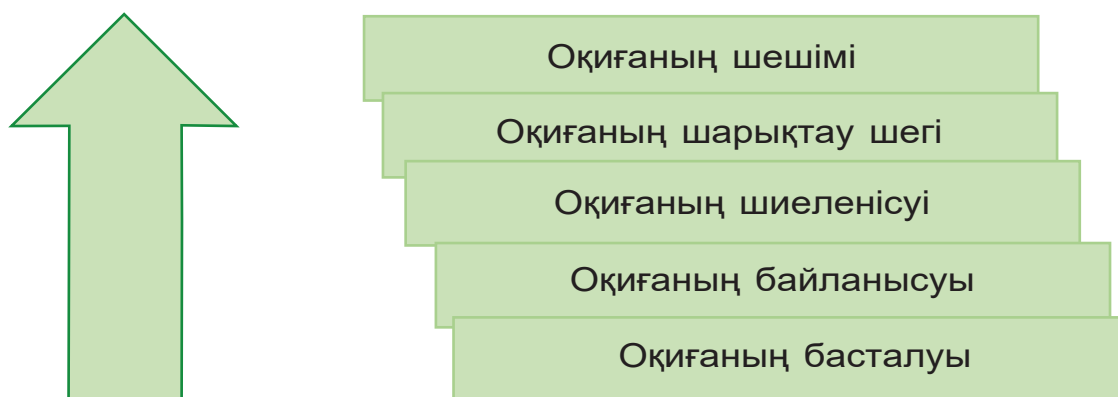 Оқиғаның шешімі
Оқиғаның шарықтау шегі
Оқиғаның шиеленісуі
Оқиғаның байланысуы
Оқиғаның басталуы